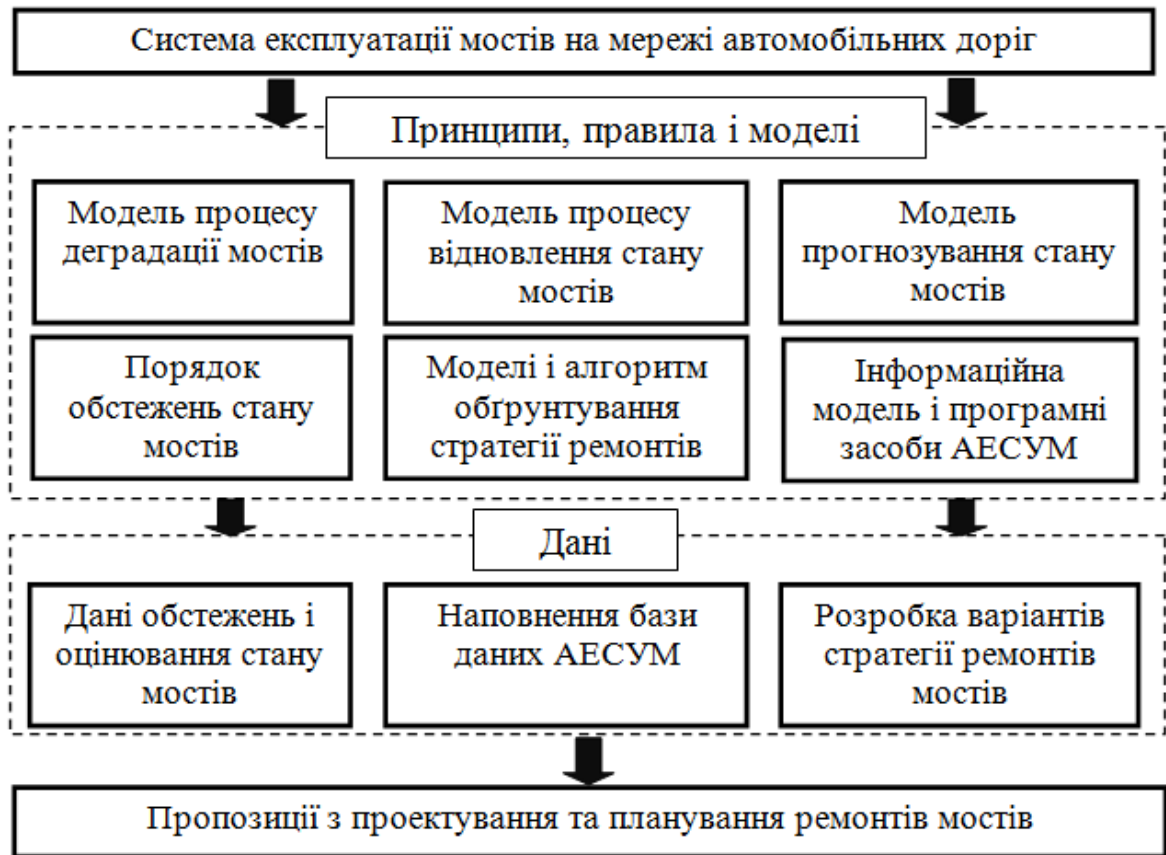 Система експлуатації мостів на мережі автомобільних доріг
Принципи, правила і моделі
Модель процесу
деградації мостів
Модель процесу
відновлення стану
мостів
Модель
прогнозування стану
мостів
Порядок
обстежень стану
мостів
Моделі і алгоритм
обґрунтування
стратегії ремонтів
Інформаційна
модель і програмні
засоби АЕСУМ
Дані
Дані обстежень і
оцінювання стану
мостів
Наповнення бази
даних АЕСУМ
Розробка варіантів
стратегії ремонтів
мостів
Пропозиції з проектування та планування ремонтів мостів